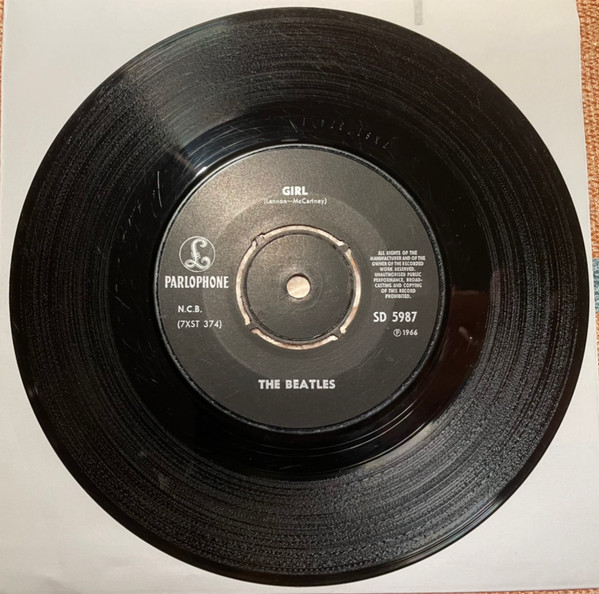 GIRL
(Lennon—McCartney)
£
PARLOPHONE
N.C.B.
(7XST 374)
ALL RIGHTS OF THE
MANUFACTURER AND OF THE
OWNER OF THE RECORDED
WORK RESERVED.
UNAUTHORISED PUBLIC
PERFORMANCE, BROAD-
CASTING AND COPYING
OF THIS RECORD
PROHIBITED.
SD 5987
℗ 1966
THE BEATLES